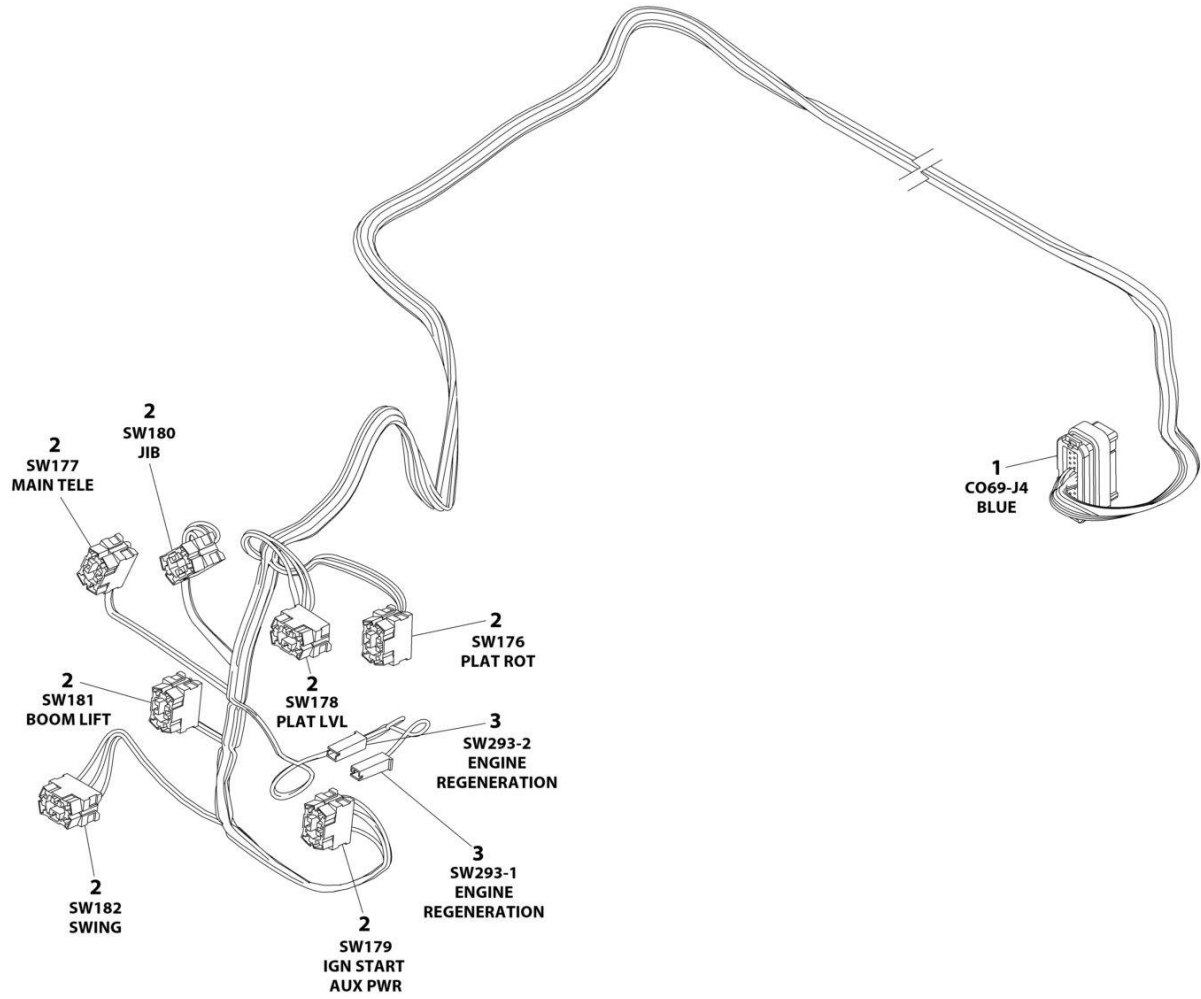 2
SW180
JIB
2
SW177
MAIN TELE
1
CO69-J4
BLUE
2
SW176
PLAT ROT
2
SW181
BOOM LIFT
2
SW178
PLAT LVL
3
SW293-2
ENGINE
REGENERATION
3
SW293-1
ENGINE
REGENERATION
2
SW182
SWING
2
SW179
IGN START
AUX PWR